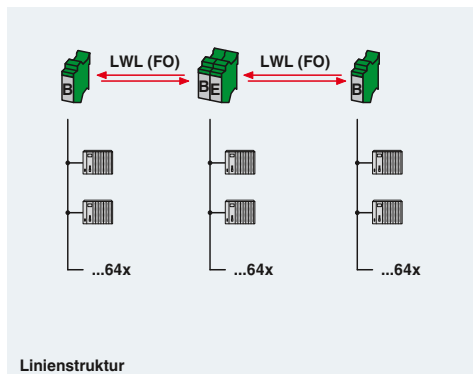 LWL (FO) LWL (FO)
B BE B
...64x ...64x ...64x
Linienstruktur